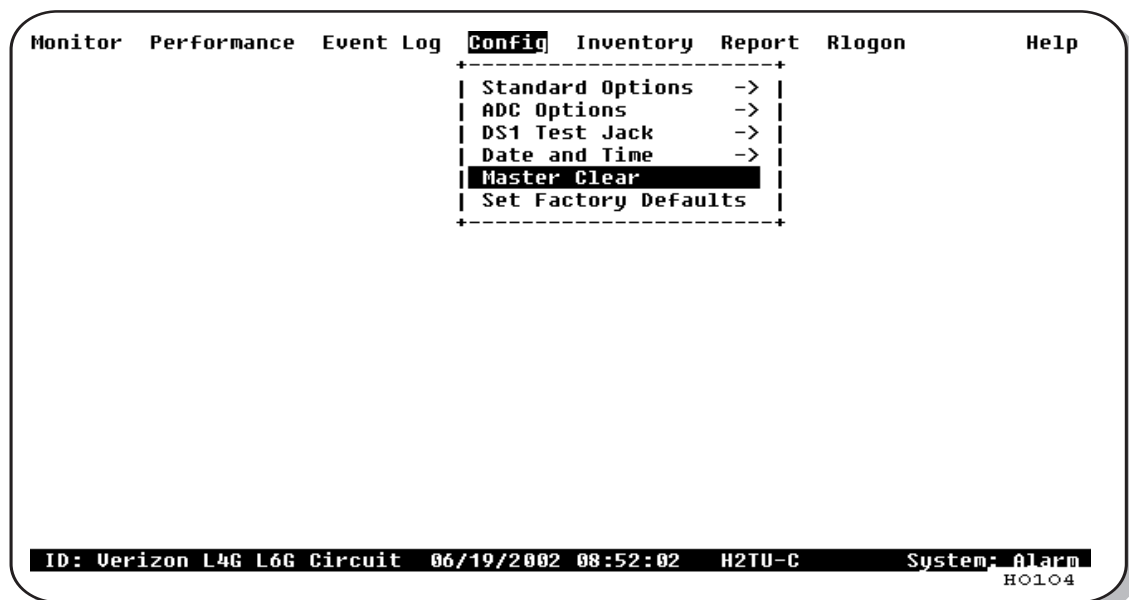 Monitor Performance Event Log Config Inventory Report Rlogon Help
Standard Options ->
ADC Options ->
DS1 Test Jack ->
Date and Time ->
Master Clear
Set Factory Defaults
ID: Verizon L4G L6G Circuit 06/19/2002 08:52:02 H2TU-C System: Alarm
H0104